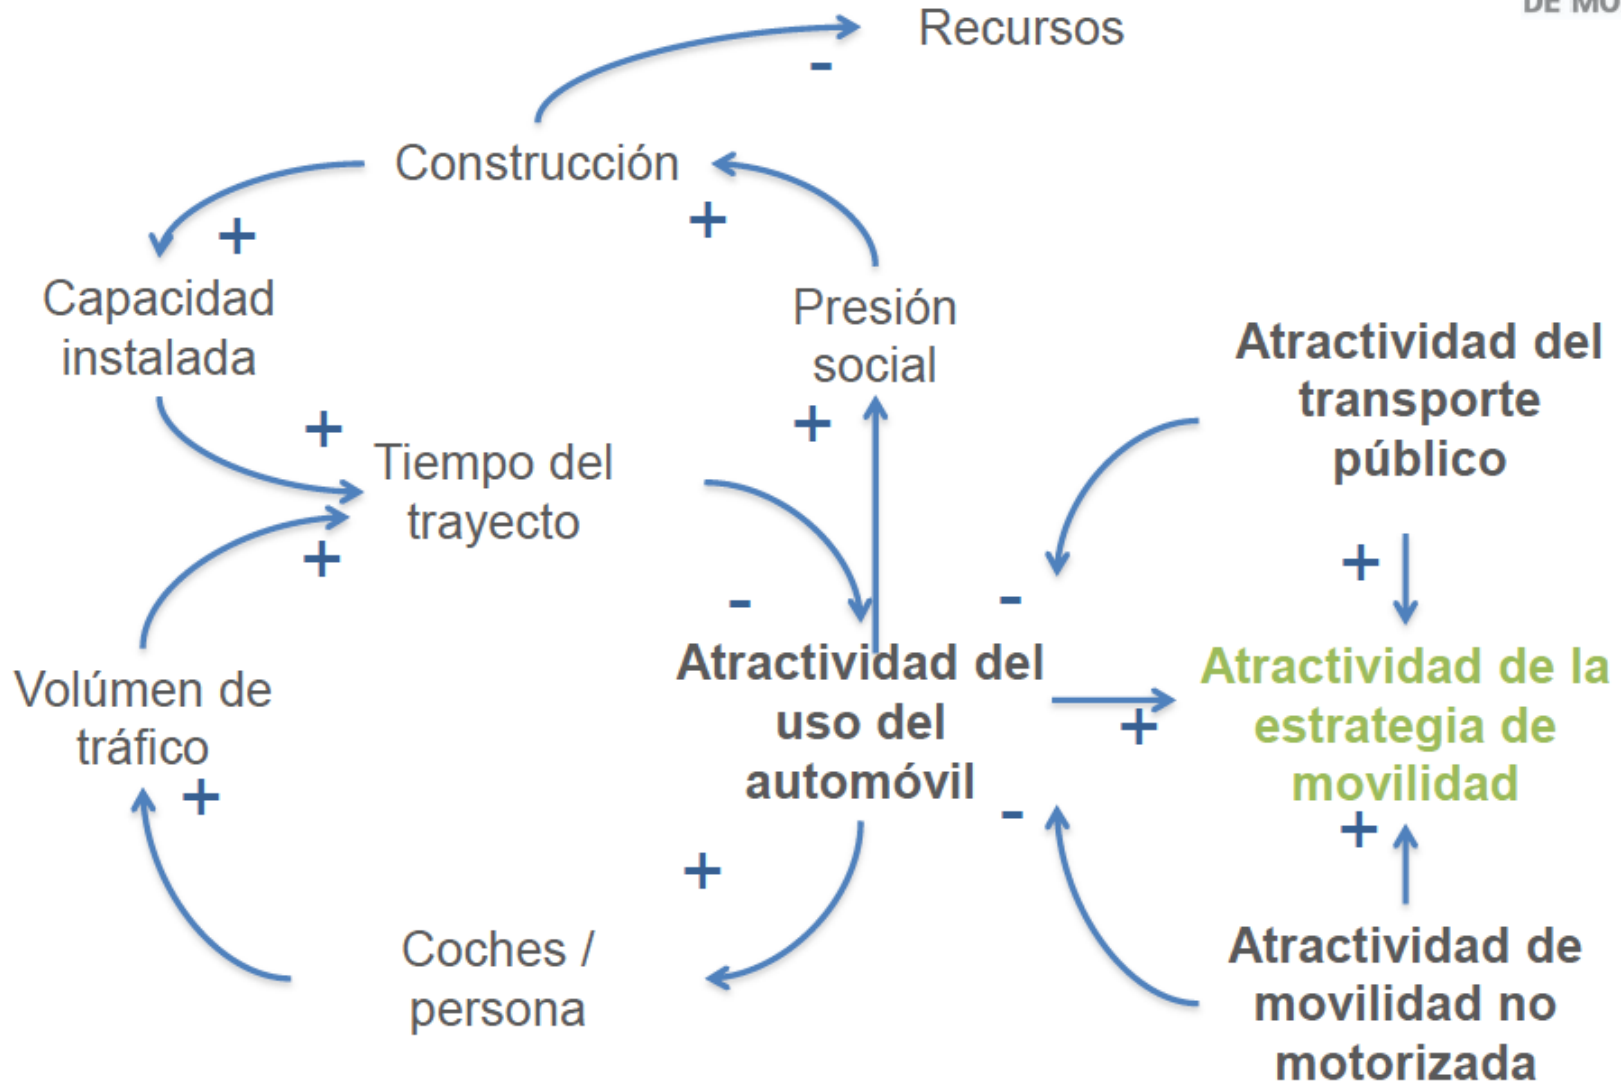 Recursos
-
Construcción
+
+
Capacidad
instalada
Presión
social
+
+
Tiempo del
trayecto
+
-
Volúmen de
tráfico
+
Atractividad del
uso del
automóvil
+
Coches /
persona
Atractividad del
transporte
público
-
+
Atractividad de la
estrategia de
movilidad
+
-
+
Atractividad de
movilidad no
motorizada